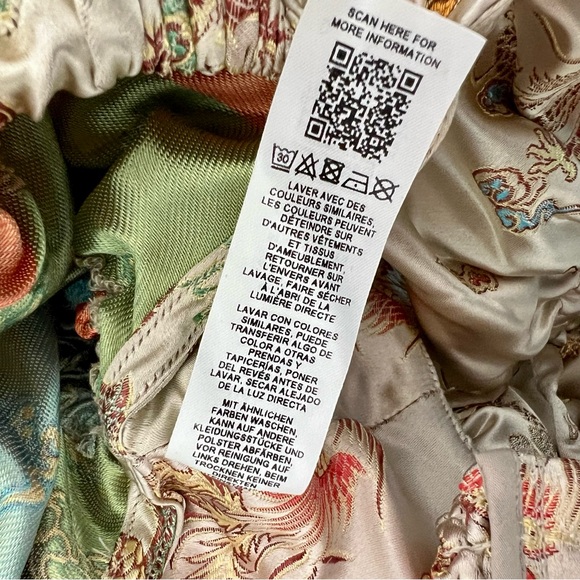 SCAN HERE FOR
MORE INFORMATION
30
LAVER AVEC DES
COULEURS SIMILAIRES,
LES COULEURS PEUVENT
DÉTEINDRE SUR
D'AUTRES VÊTEMENTS
ET TISSUS
D'AMEUBLEMENT,
RETOURNER SUR
L'ENVERS AVANT
LAVAGE, FAIRE SÉCHER
À L'ABRI DE LA
LUMIÈRE DIRECTE
LAVAR CON COLORES
SIMILARES, PUEDE
TRANSFERIR ALGO DE
COLOR A OTRAS
PRENDAS Y
TAPICERÍAS, PONER
DEL REVÉS ANTES DE
LAVAR, SECAR ALEJADO
DE LA LUZ DIRECTA
MIT ÄHNLICHEN
FARBEN WASCHEN,
KANN AUF ANDERE
KLEIDUNGSSTÜCKE UND
POLSTER ABFÄRBEN,
VOR REINIGUNG AUF
LINKS DREHEN, BEIM
TROCKNEN KEINER
DIREKTEN